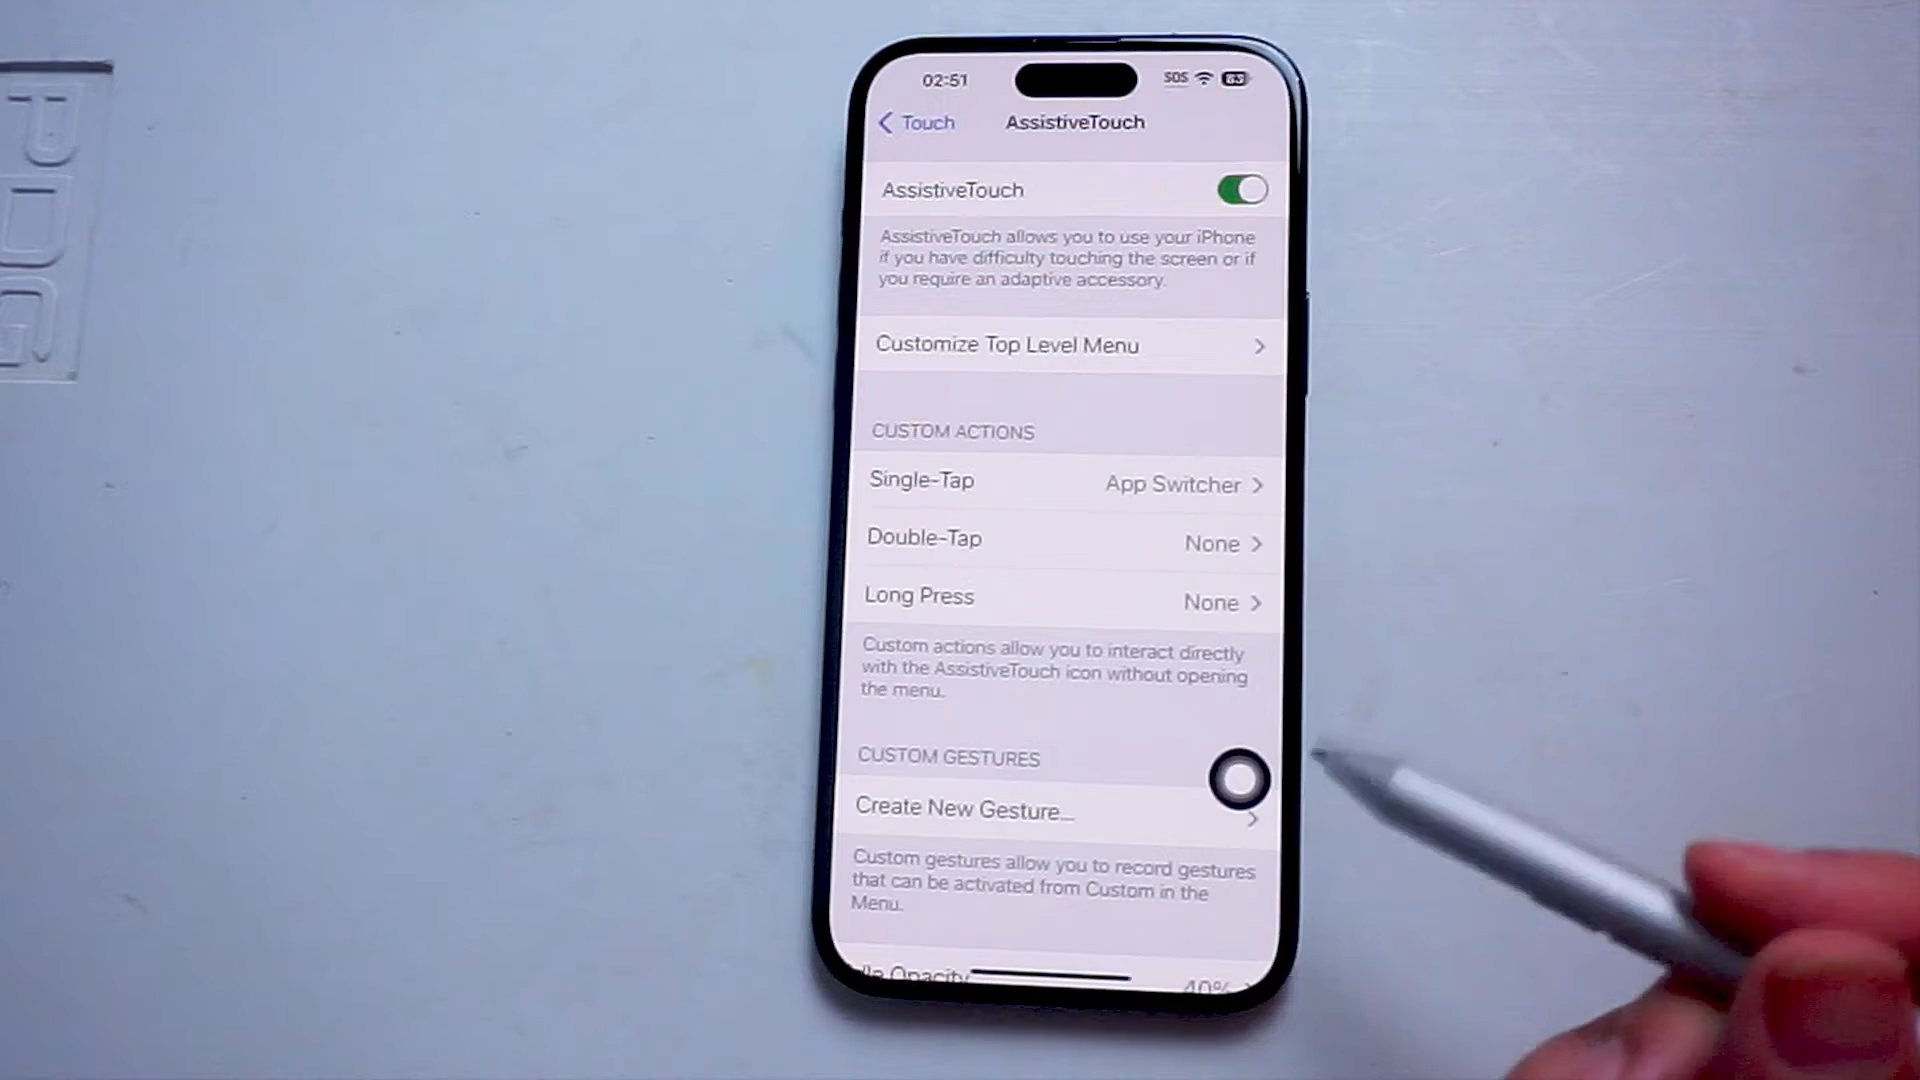 PDG
02:51
SOS
63
Touch
AssistiveTouch
AssistiveTouch
AssistiveTouch allows you to use your iPhone
if you have difficulty touching the screen or if
you require an adaptive accessory.
Customize Top Level Menu
CUSTOM ACTIONS
Single-Tap App Switcher
Double-Tap None
Long Press None
Custom actions allow you to interact directly
with the AssistiveTouch icon without opening
the menu.
CUSTOM GESTURES
Create New Gesture...
Custom gestures allow you to record gestures
that can be activated from Custom in the
Menu.
Opacity 40%